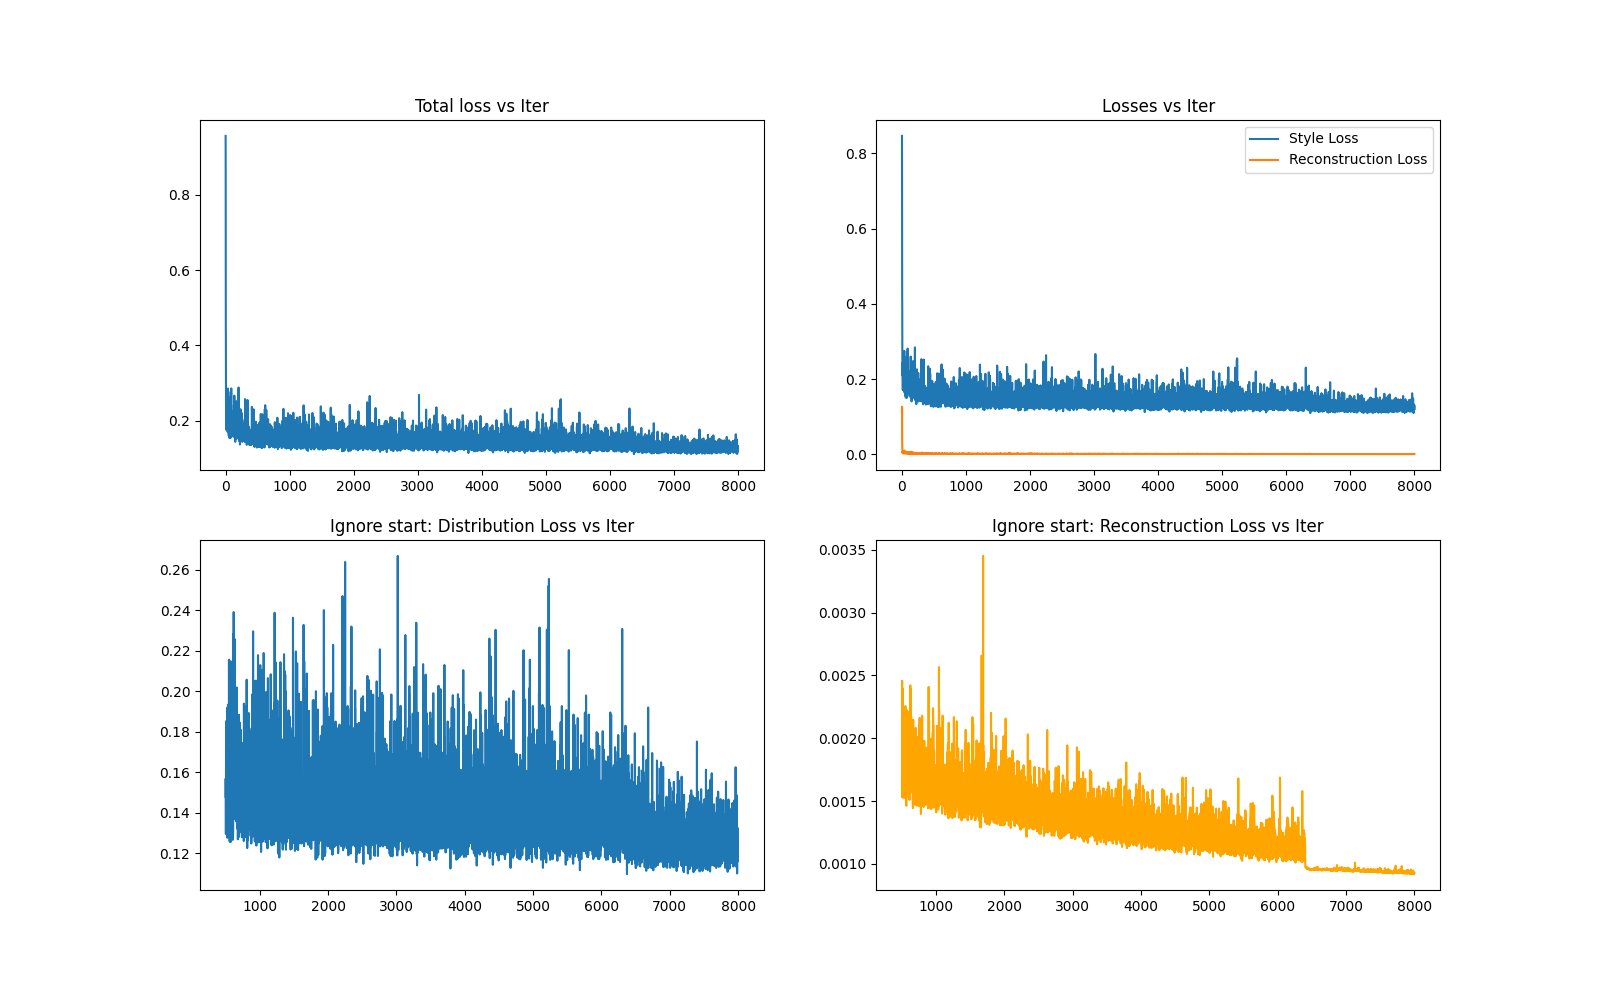 Total loss vs Iter
0.8
0.6
0.4
0.2
0 1000 2000 3000 4000 5000 6000 7000 8000
Losses vs Iter
Style Loss
Reconstruction Loss
0.8
0.6
0.4
0.2
0.0
0 1000 2000 3000 4000 5000 6000 7000 8000
Ignore start: Distribution Loss vs Iter
0.26
0.24
0.22
0.20
0.18
0.16
0.14
0.12
1000 2000 3000 4000 5000 6000 7000 8000
Ignore start: Reconstruction Loss vs Iter
0.0035
0.0030
0.0025
0.0020
0.0015
0.0010
1000 2000 3000 4000 5000 6000 7000 8000